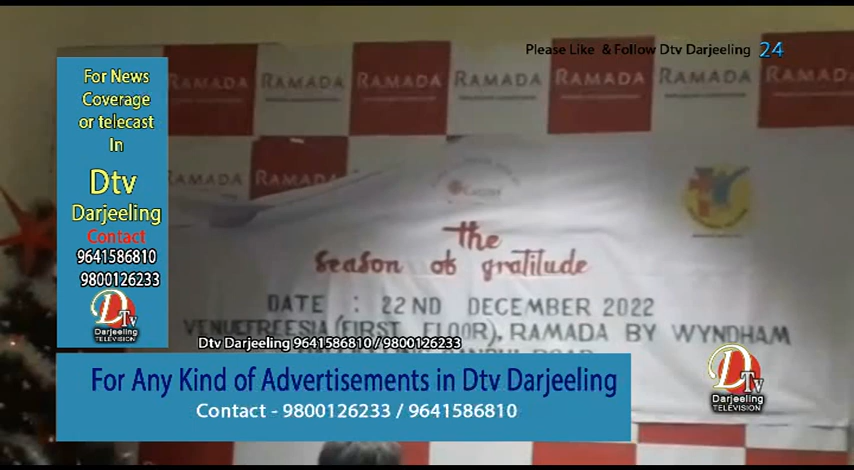 Please Like & Follow Dtv Darjeeling 24
For News
Coverage
or telecast
In
Dtv
Darjeeling
Contact
9641586810
9800126233
Dtv
Darjeeling
TELEVISION
RAMADA RAMADA RAMADA RAMADA RAMADA RAMADA RAMADA
RAMADA RAMADA
the
season of gratitude
DATE : 22ND DECEMBER 2022
VENUEFREESIA (FIRST FLOOR), RAMADA BY WYNDHAM
Dtv Darjeeling 9641586810 / 9800126233
For Any Kind of Advertisements in Dtv Darjeeling
Contact - 9800126233 / 9641586810
Dtv
Darjeeling
TELEVISION